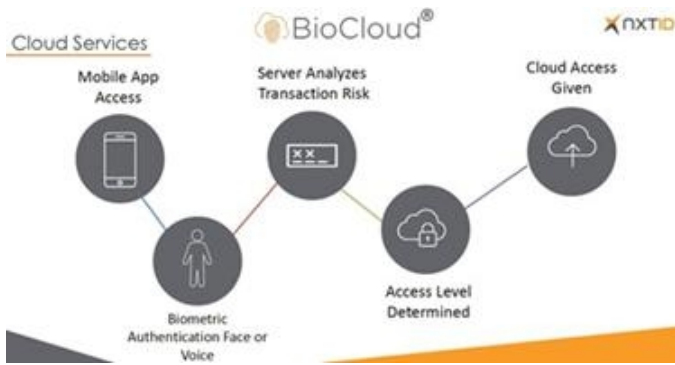 BioCloud®
NXTID
Cloud Services
Mobile App
Access
Server Analyzes
Transaction Risk
Cloud Access
Given
XX__
Biometric
Authentication Face or
Voice
Access Level
Determined